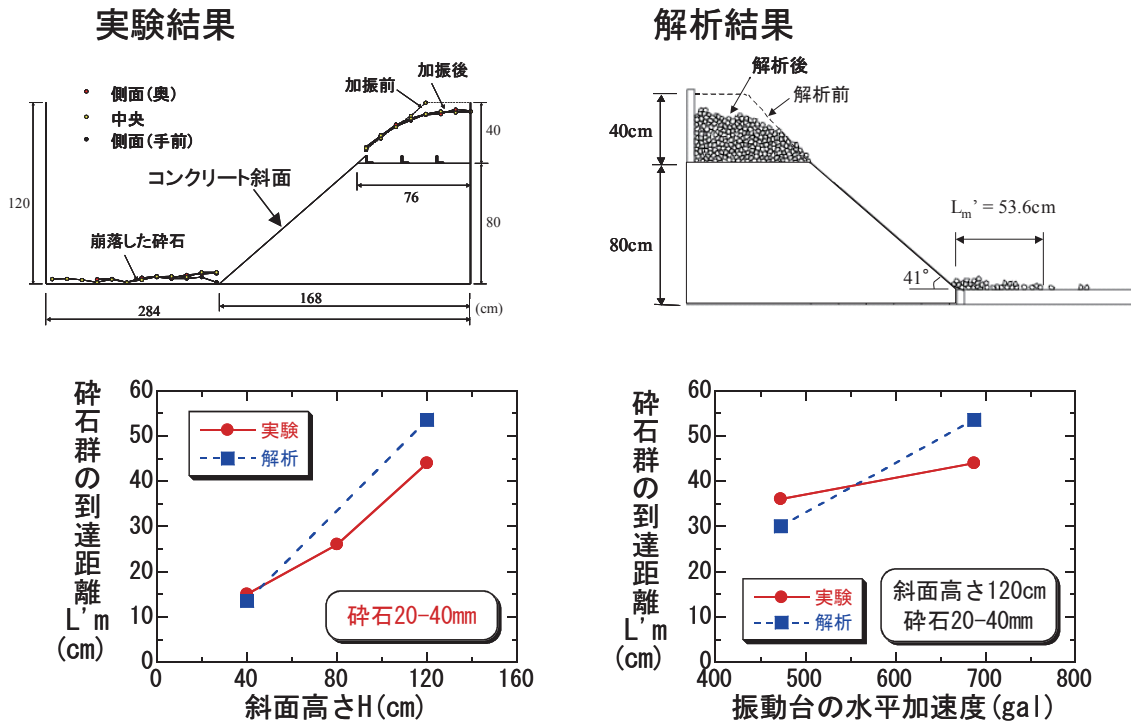 実験結果
側面(奥)
中央
側面(手前)
加振前
加振後
コンクリート斜面
崩落した砕石
120
40
76
80
168
(cm)
284
解析結果
解析後
解析前
40cm
80cm
Lm' = 53.6cm
41°
砕石群の到達距離
L'm
(cm)
60
50
40
30
20
10
0
実験
解析
砕石20-40mm
0
40
80
120
160
斜面高さH(cm)
砕石群の到達距離
L'm
(cm)
60
50
40
30
20
10
0
実験
解析
斜面高さ120cm
砕石20-40mm
400
500
600
700
800
振動台の水平加速度(gal)